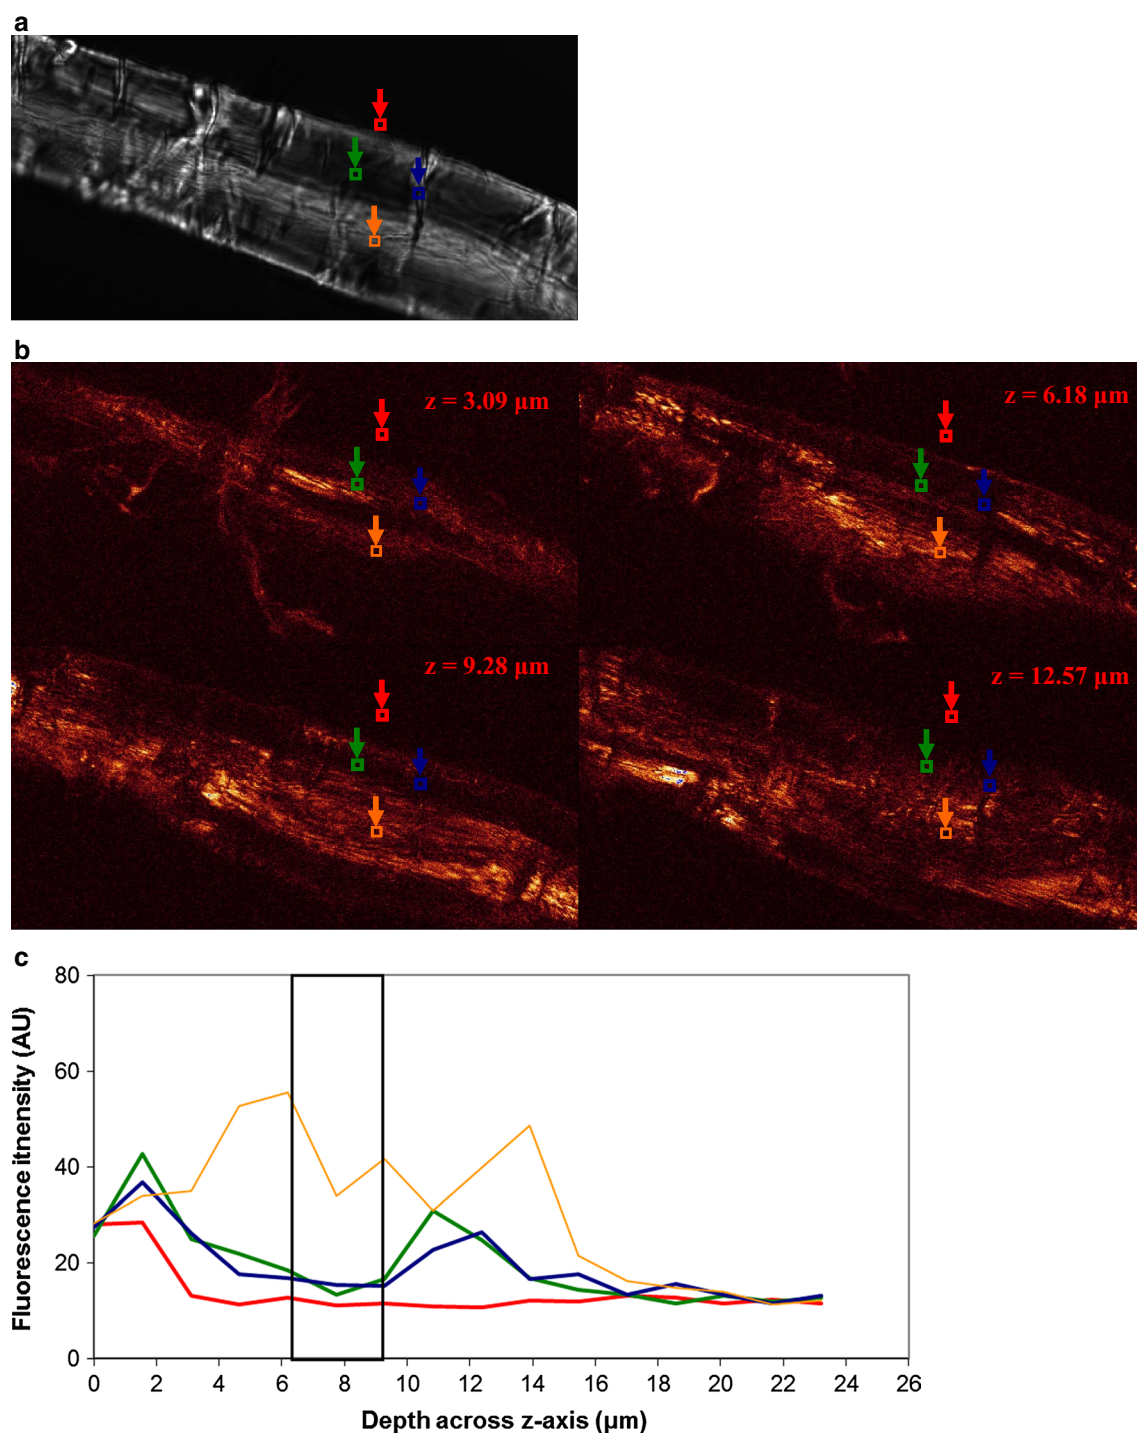 a
b
z = 3.09 µm
z = 6.18 µm
z = 9.28 µm
z = 12.57 µm
c
Fluorescence itnensity (AU)
80
60
40
20
0
0 2 4 6 8 10 12 14 16 18 20 22 24 26
Depth across z-axis (µm)